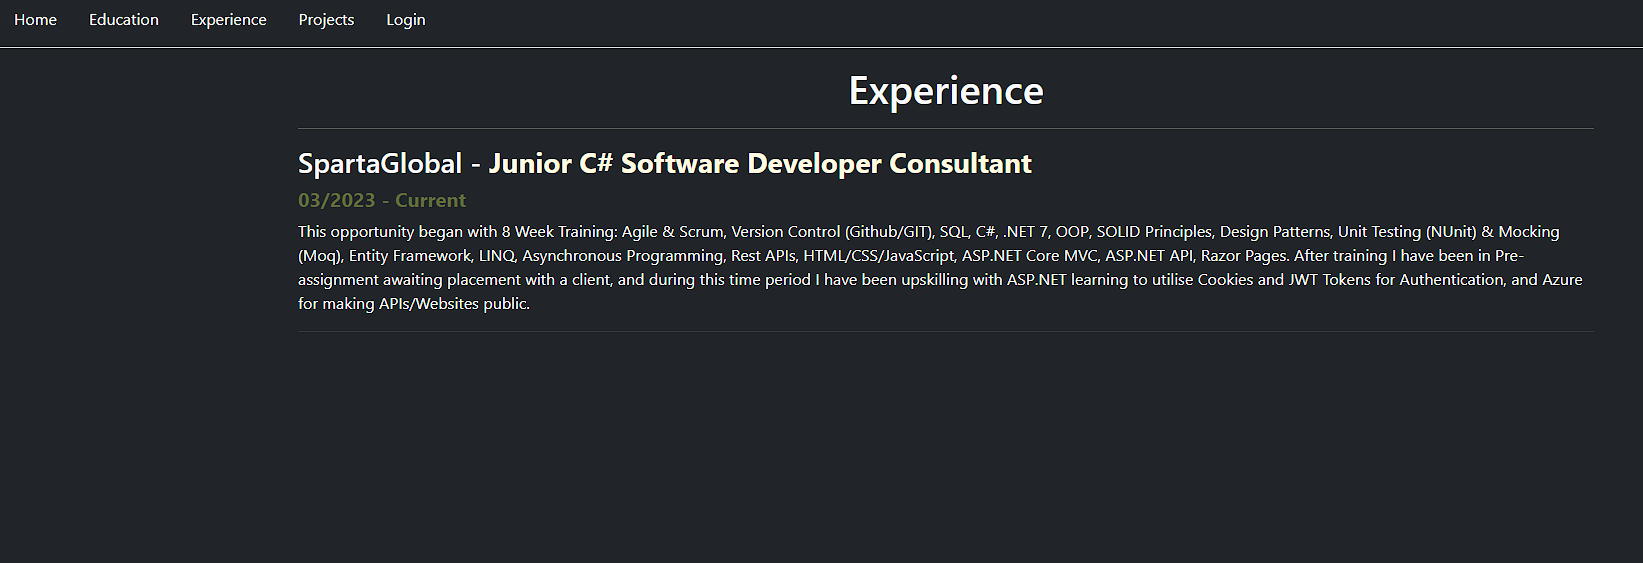 Home Education Experience Projects Login
Experience
SpartaGlobal - Junior C# Software Developer Consultant
03/2023 - Current
This opportunity began with 8 Week Training: Agile & Scrum, Version Control (Github/GIT), SQL, C#, .NET 7, OOP, SOLID Principles, Design Patterns, Unit Testing (NUnit) & Mocking
(Moq), Entity Framework, LINQ, Asynchronous Programming, Rest APIs, HTML/CSS/JavaScript, ASP.NET Core MVC, ASP.NET API, Razor Pages. After training I have been in Pre-
assignment awaiting placement with a client, and during this time period I have been upskilling with ASP.NET learning to utilise Cookies and JWT Tokens for Authentication, and Azure
for making APIs/Websites public.